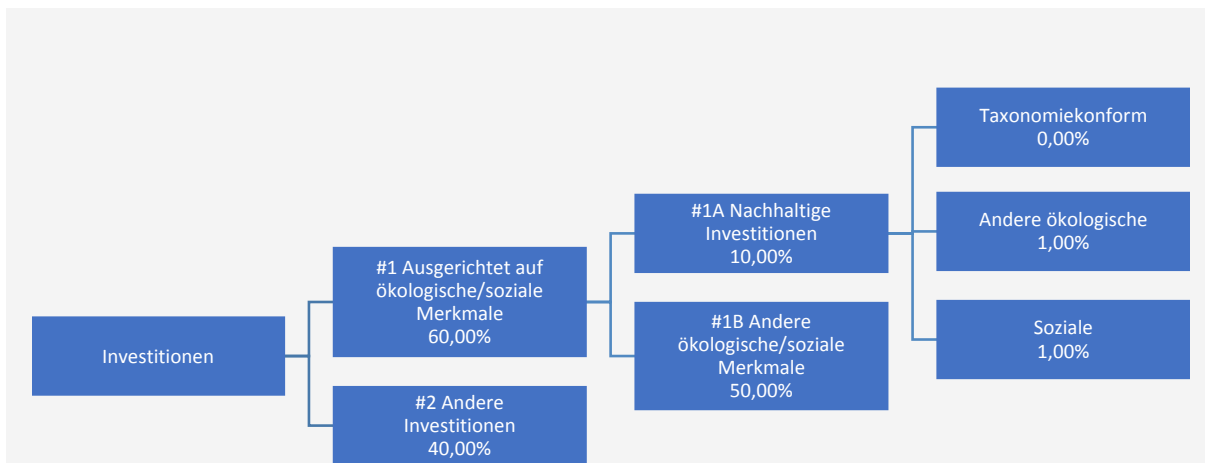 Investitionen
#1 Ausgerichtet auf
ökologische/soziale
Merkmale
60,00%
#2 Andere
Investitionen
40,00%
#1A Nachhaltige
Investitionen
10,00%
#1B Andere
ökologische/soziale
Merkmale
50,00%
Taxonomiekonform
0,00%
Andere ökologische
1,00%
Soziale
1,00%